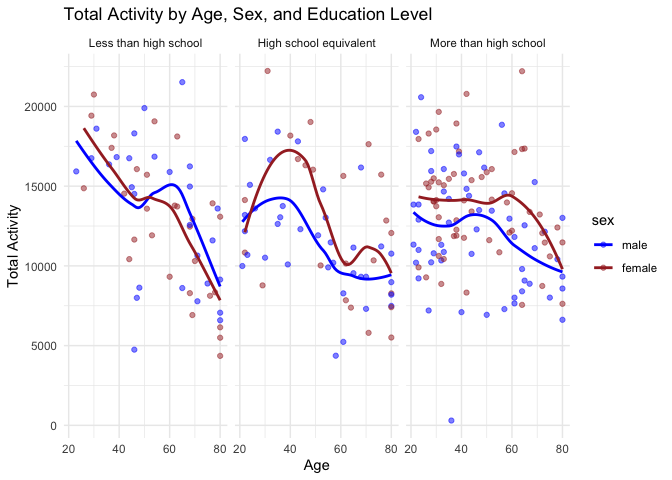 Total Activity by Age, Sex, and Education Level
Less than high school
High school equivalent
More than high school
Total Activity
20000
15000
10000
5000
0
20 40 60 80
20 40 60 80
20 40 60 80
Age
sex
male
female